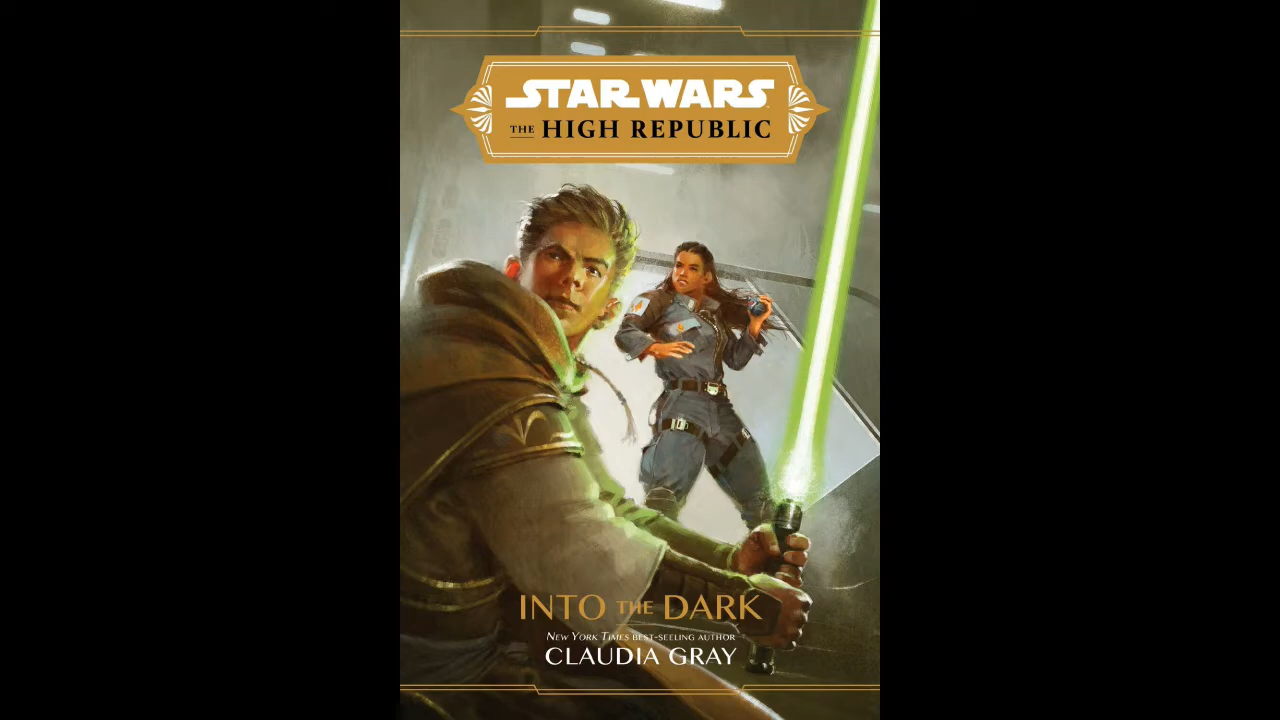 STAR WARS
THE HIGH REPUBLIC
INTO THE DARK
NEW YORK TIMES BEST-SELLING AUTHOR
CLAUDIA GRAY